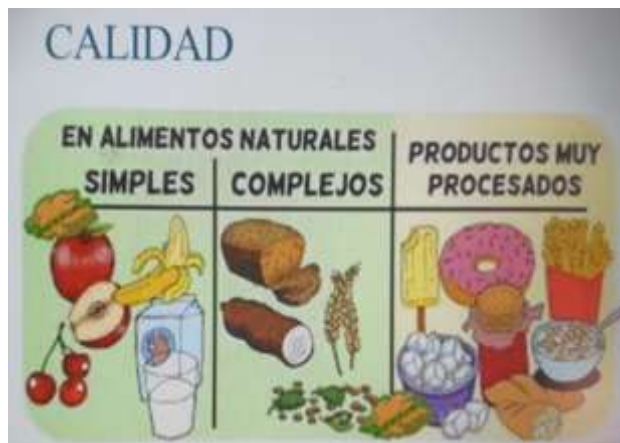 CALIDAD
EN ALIMENTOS NATURALES
SIMPLES
COMPLEJOS
PRODUCTOS MUY
PROCESADOS